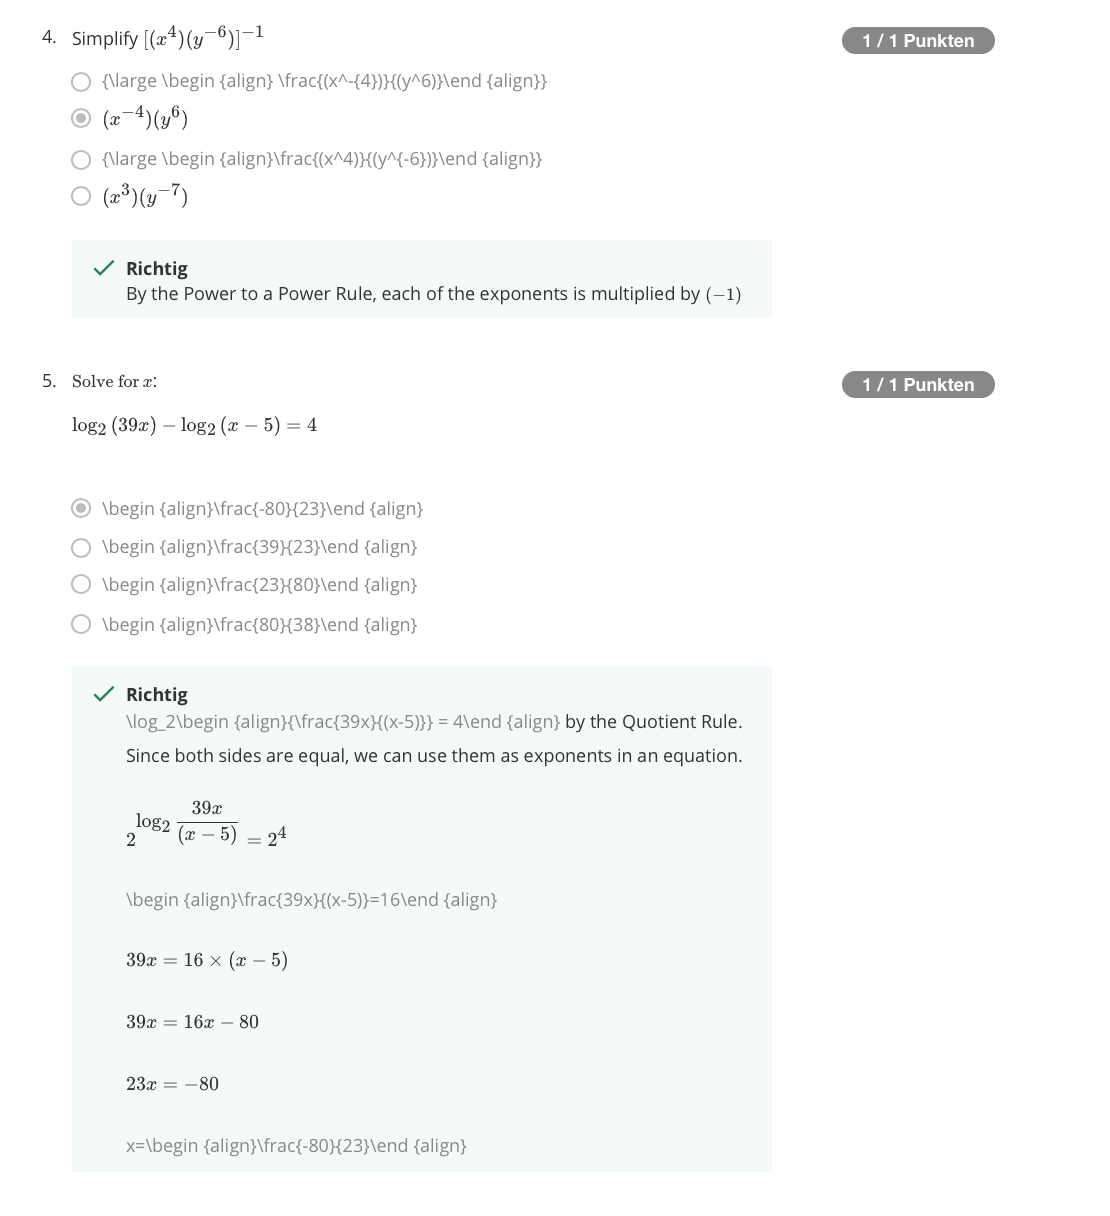 4. Simplify [(x^4)(y^{-6})]^{-1}
1 / 1 Punkten
{\large \begin {align} \frac{(x^-{4})}{(y^6)}\end {align}}
(x^{-4})(y^6)
{\large \begin {align}\frac{(x^4)}{(y^{-6})}\end {align}}
(x^3)(y^{-7})
Richtig
By the Power to a Power Rule, each of the exponents is multiplied by (−1)
5. Solve for x:
1 / 1 Punkten
log_2 (39x) − log_2 (x − 5) = 4
\begin {align}\frac{-80}{23}\end {align}
\begin {align}\frac{39}{23}\end {align}
\begin {align}\frac{23}{80}\end {align}
\begin {align}\frac{80}{38}\end {align}
Richtig
\log_2\begin {align}{\frac{39x}{(x-5)}} = 4\end {align} by the Quotient Rule.
Since both sides are equal, we can use them as exponents in an equation.
2^{log_2 \frac{39x}{(x − 5)}} = 2^4
\begin {align}\frac{39x}{(x-5)}=16\end {align}
39x = 16 × (x − 5)
39x = 16x − 80
23x = −80
x=\begin {align}\frac{-80}{23}\end {align}